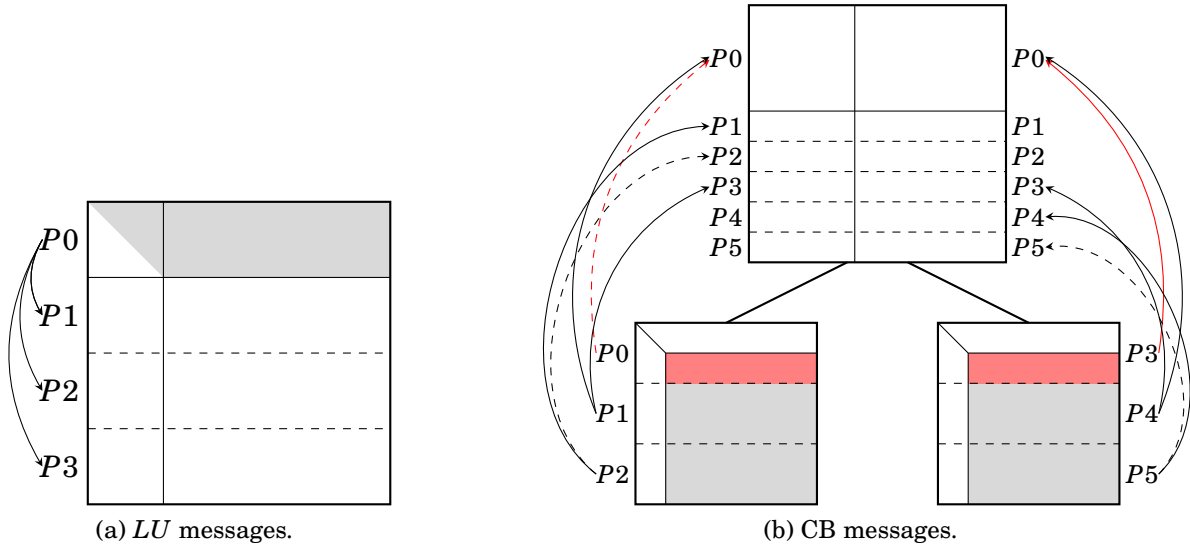 P0
P1
P2
P3
(a) LU messages.
P0
P1
P2
P3
P4
P5
P0
P1
P2
P3
P4
P5
P0
P1
P2
P3
P4
P5
(b) CB messages.